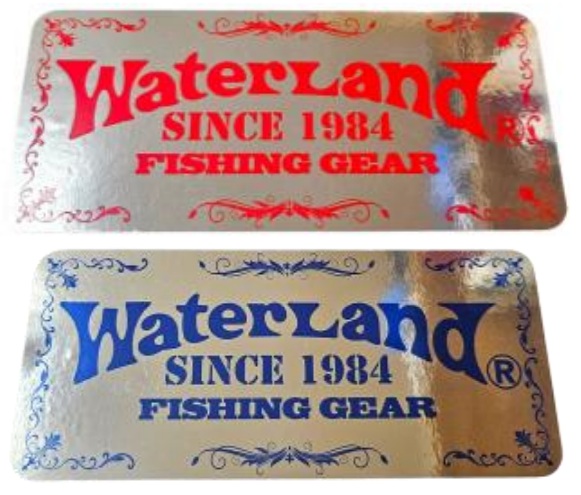 WaterLand®
SINCE 1984
FISHING GEAR
WaterLand®
SINCE 1984
FISHING GEAR